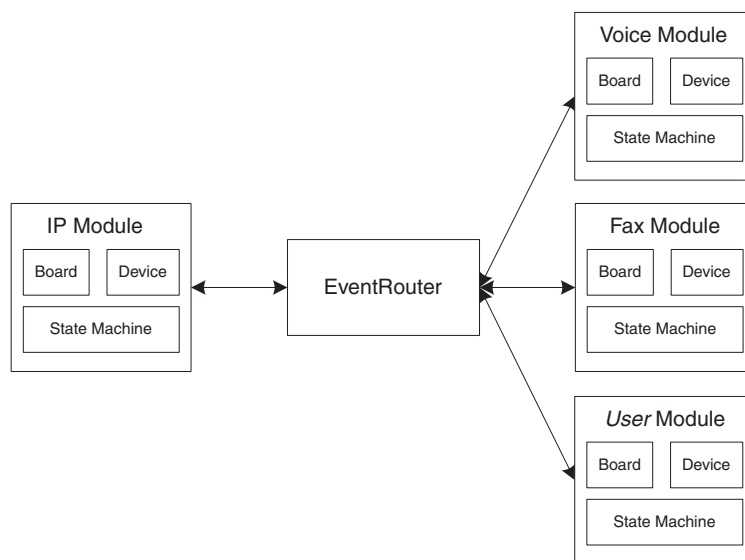 IP Module
Board
Device
State Machine
EventRouter
Voice Module
Board
Device
State Machine
Fax Module
Board
Device
State Machine
User Module
Board
Device
State Machine